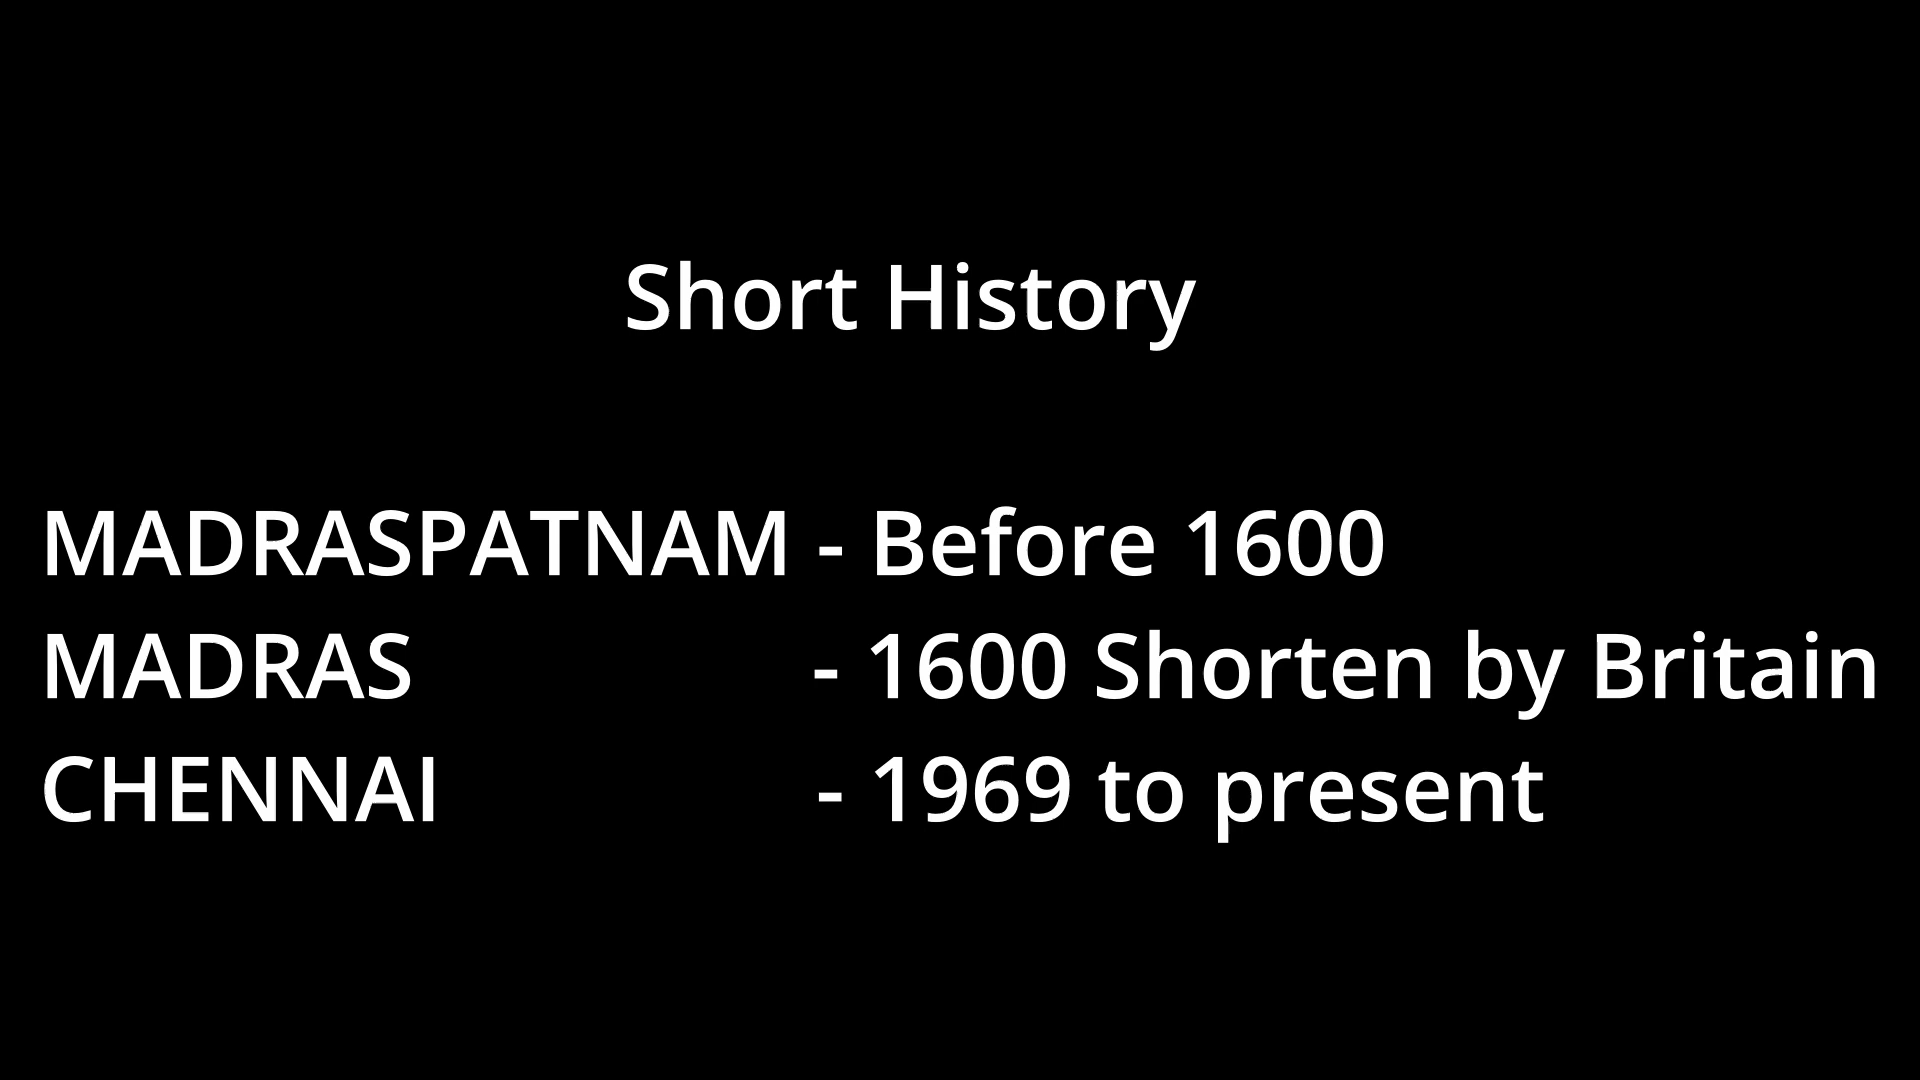 Short History
MADRASPATNAM - Before 1600
MADRAS - 1600 Shorten by Britain
CHENNAI - 1969 to present